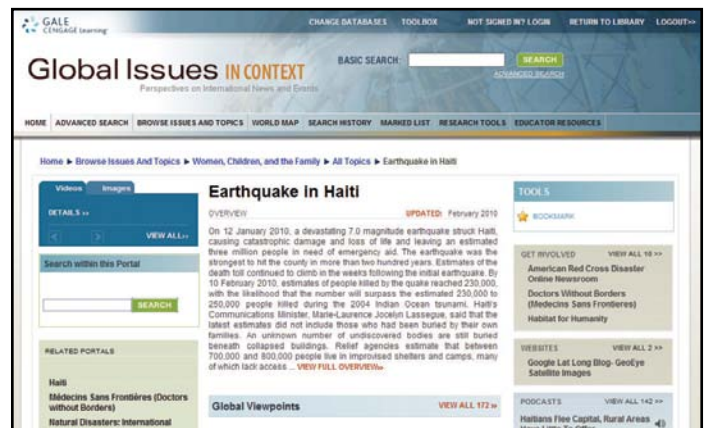 GALE
CENGAGE Learning
CHANGE DATABASES TOOLBOX NOT SIGNED IN? LOGIN RETURN TO LIBRARY LOGOUT>>
Global Issues IN CONTEXT
Perspectives on International News and Events
BASIC SEARCH: SEARCH
ADVANCED SEARCH
HOME ADVANCED SEARCH BROWSE ISSUES AND TOPICS WORLD MAP SEARCH HISTORY MARKED LIST RESEARCH TOOLS EDUCATOR RESOURCES
Home ▶ Browse Issues And Topics ▶ Women, Children, and the Family ▶ All Topics ▶ Earthquake in Haiti
Videos Images
DETAILS >>
< > VIEW ALL>>
Search within this Portal
SEARCH
RELATED PORTALS
Haiti
Médecins Sans Frontières (Doctors
without Borders)
Natural Disasters: International
Earthquake in Haiti
OVERVIEW UPDATED: February 2010
On 12 January 2010, a devastating 7.0 magnitude earthquake struck Haiti,
causing catastrophic damage and loss of life and leaving an estimated
three million people in need of emergency aid. The earthquake was the
strongest to hit the county in more than two hundred years. Estimates of the
death toll continued to climb in the weeks following the initial earthquake. By
10 February 2010, estimates of people killed by the quake reached 230,000,
with the likelihood that the number will surpass the estimated 230,000 to
250,000 people killed during the 2004 Indian Ocean tsunami. Haiti's
Communications Minister, Marie-Laurence Jocelyn Lassegue, said that the
latest estimates did not include those who had been buried by their own
families. An unknown number of undiscovered bodies are still buried
beneath collapsed buildings. Relief agencies estimate that between
700,000 and 800,000 people live in improvised shelters and camps, many
of which lack access ... VIEW FULL OVERVIEW>>
Global Viewpoints VIEW ALL 172 >>
TOOLS
BOOKMARK
GET INVOLVED VIEW ALL 10 >>
American Red Cross Disaster
Online Newsroom
Doctors Without Borders
(Medecins Sans Frontieres)
Habitat for Humanity
WEBSITES VIEW ALL 2 >>
Google Lat Long Blog- GeoEye
Satellite Images
PODCASTS VIEW ALL 142 >>
Haitians Flee Capital, Rural Areas
Have Little To Offer